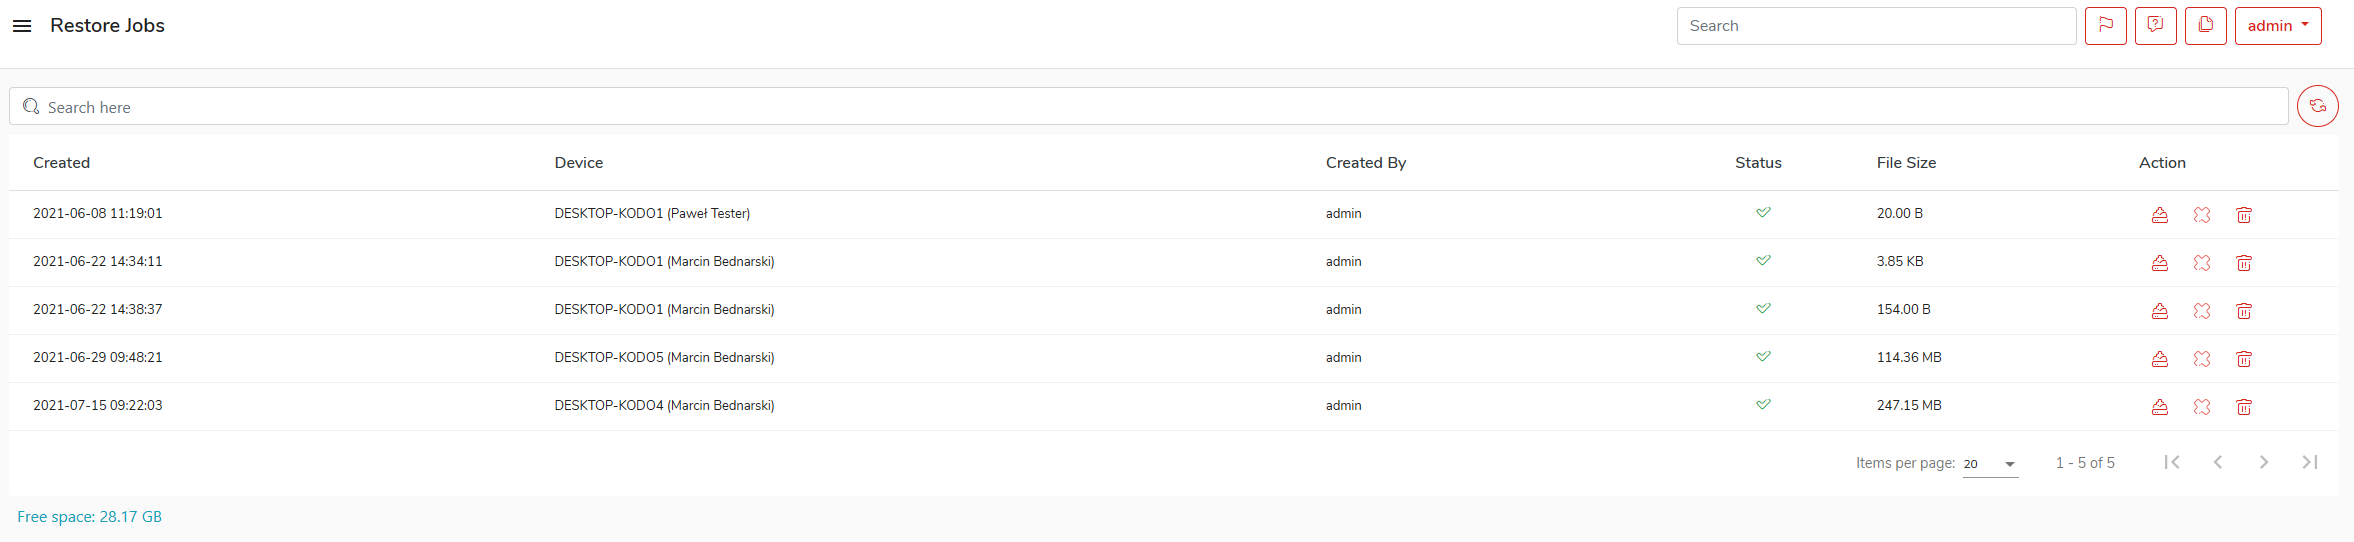 Restore Jobs
Search
admin
Search here
Created Device Created By Status File Size Action
2021-06-08 11:19:01 DESKTOP-KODO1 (Paweł Tester) admin 20.00 B
2021-06-22 14:34:11 DESKTOP-KODO1 (Marcin Bednarski) admin 3.85 KB
2021-06-22 14:38:37 DESKTOP-KODO1 (Marcin Bednarski) admin 154.00 B
2021-06-29 09:48:21 DESKTOP-KODO5 (Marcin Bednarski) admin 114.36 MB
2021-07-15 09:22:03 DESKTOP-KODO4 (Marcin Bednarski) admin 247.15 MB
Items per page: 20 1 - 5 of 5
Free space: 28.17 GB